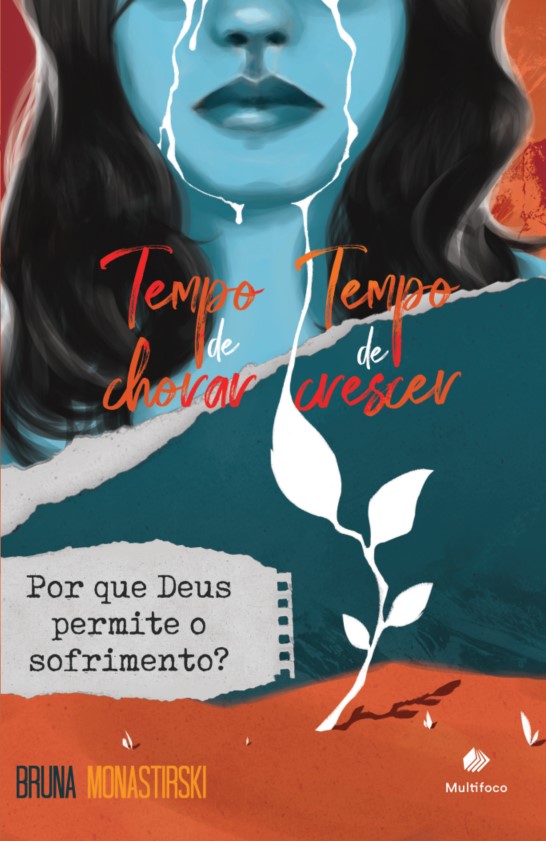 Tempo
de
chorar
Tempo
de
crescer
Por que Deus
permite o
sofrimento?
BRUNA MONASTIRSKI
Multifoco